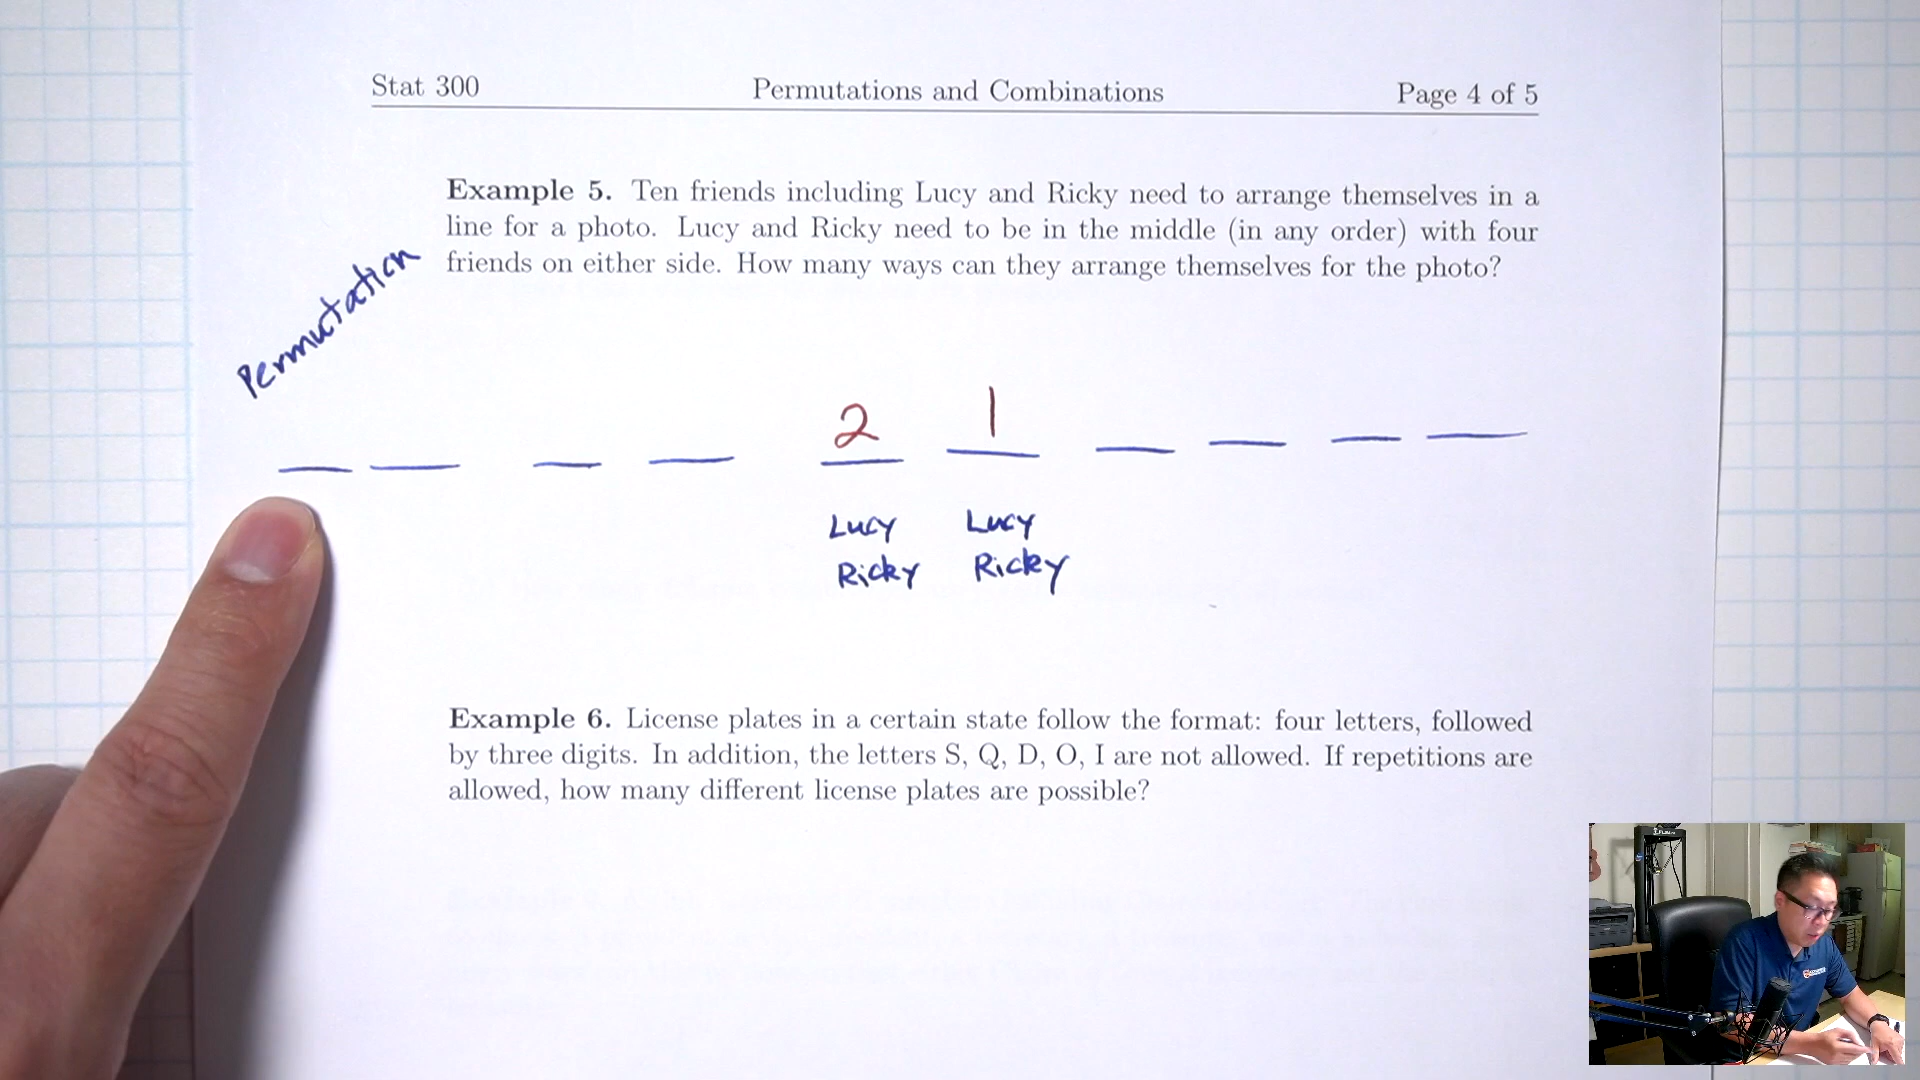 Stat 300 Permutations and Combinations Page 4 of 5
Example 5. Ten friends including Lucy and Ricky need to arrange themselves in a
line for a photo. Lucy and Ricky need to be in the middle (in any order) with four
friends on either side. How many ways can they arrange themselves for the photo?
Permutation
2 1
Lucy Lucy
Ricky Ricky
Example 6. License plates in a certain state follow the format: four letters, followed
by three digits. In addition, the letters S, Q, D, O, I are not allowed. If repetitions are
allowed, how many different license plates are possible?